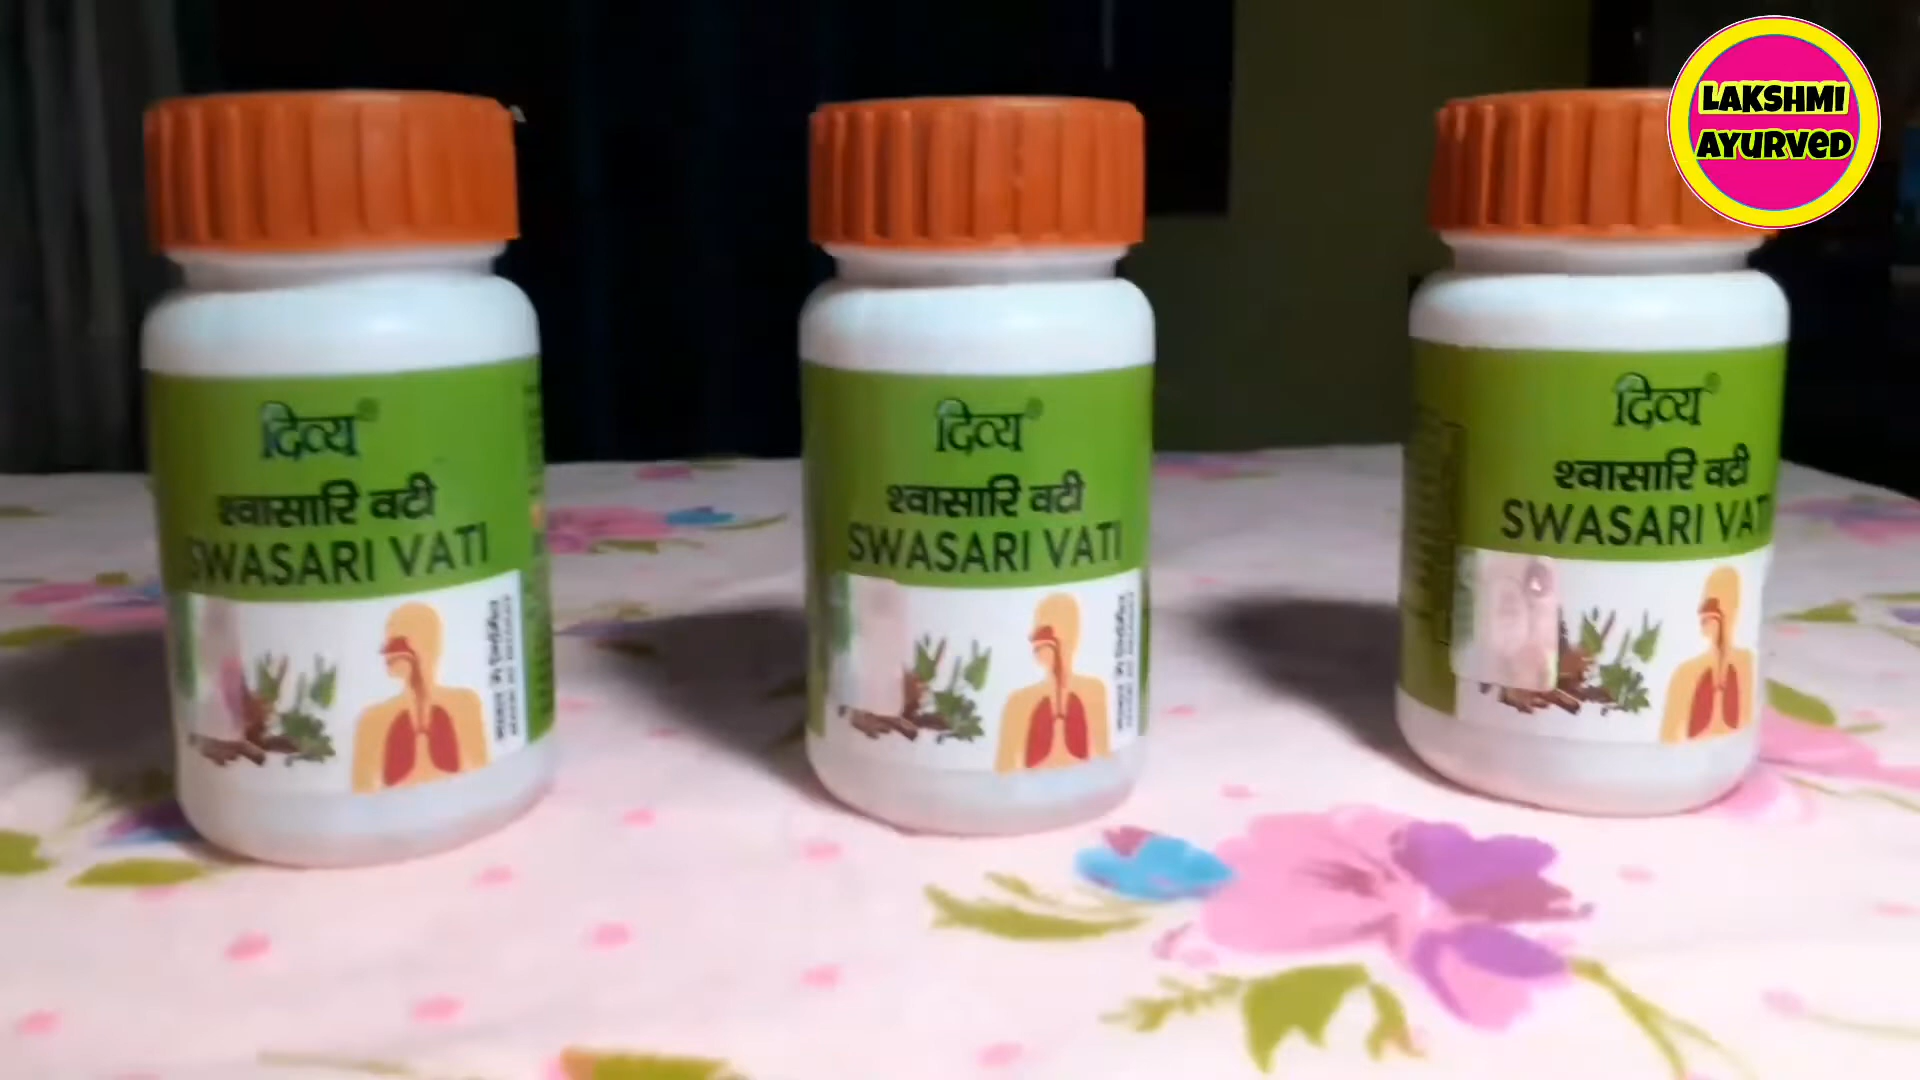 LAKSHMI
AYURVED
दिव्य®
श्वासारि वटी
SWASARI VATI
दिव्य®
श्वासारि वटी
SWASARI VATI
दिव्य®
श्वासारि वटी
SWASARI VATI